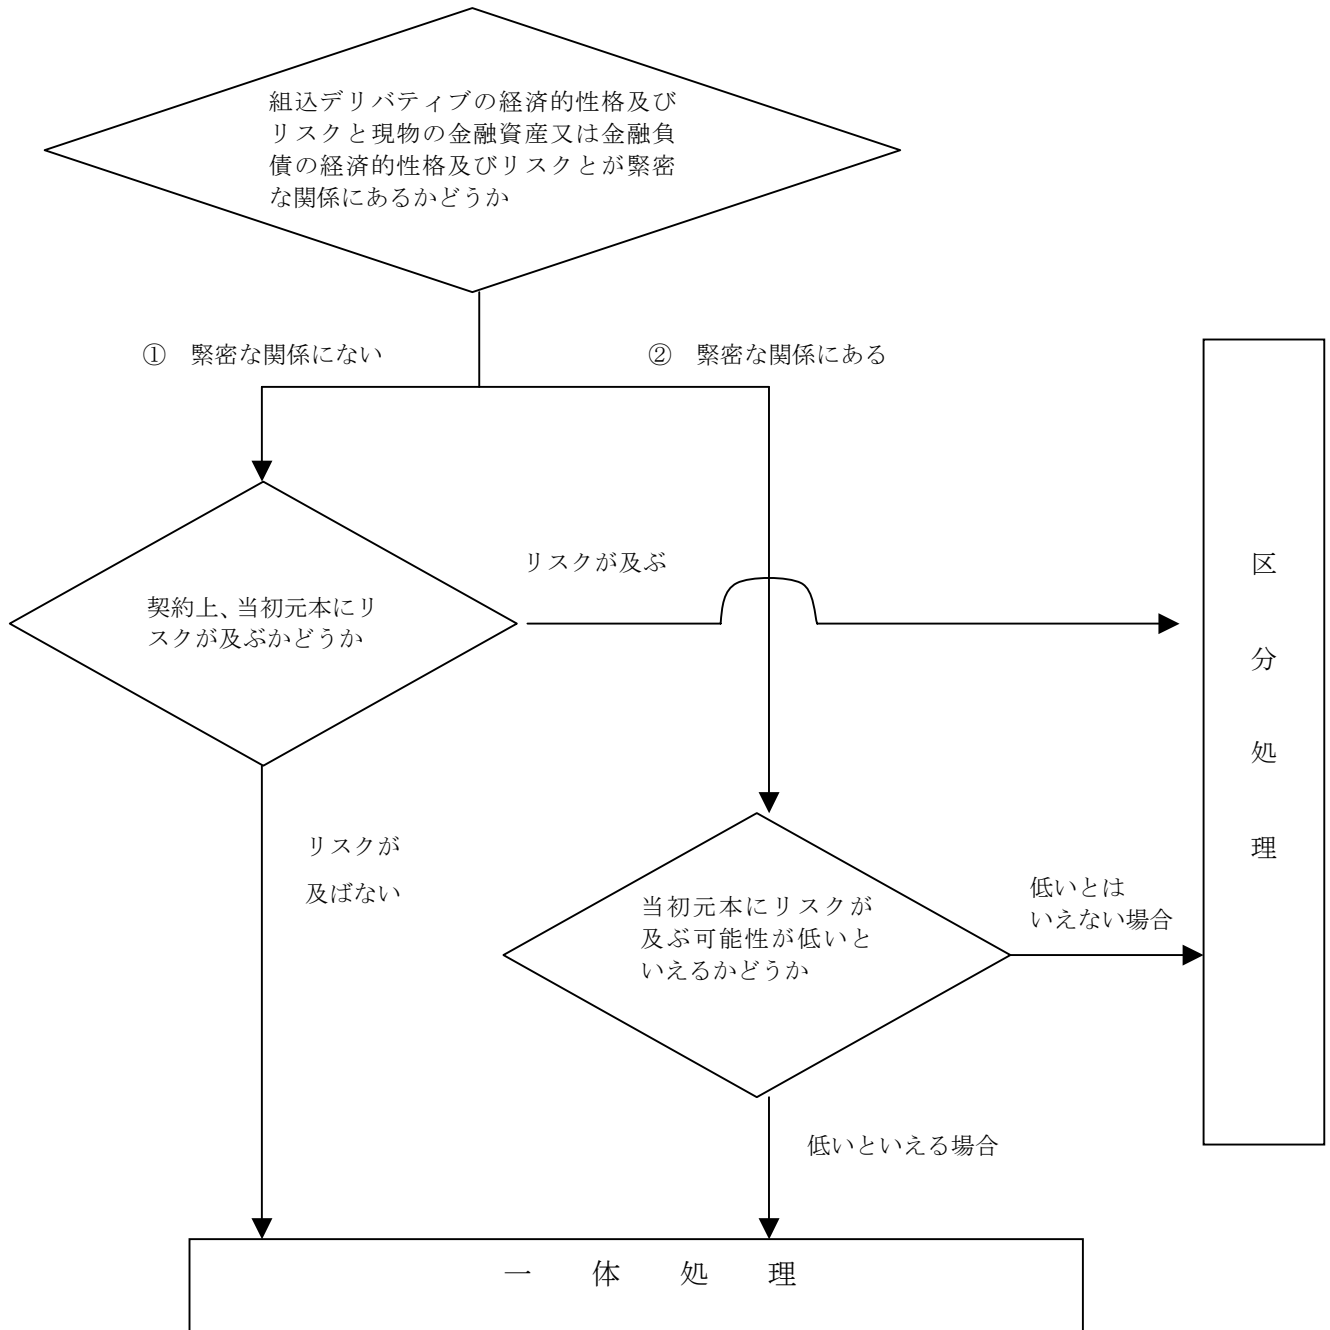 組込デリバティブの経済的性格及び
リスクと現物の金融資産又は金融負
債の経済的性格及びリスクとが緊密
な関係にあるかどうか
① 緊密な関係にない
② 緊密な関係にある
契約上、当初元本にリ
スクが及ぶかどうか
リスクが及ぶ
区
分
処
理
リスクが
及ばない
当初元本にリスクが
及ぶ可能性が低いと
いえるかどうか
低いとは
いえない場合
低いといえる場合
一 体 処 理